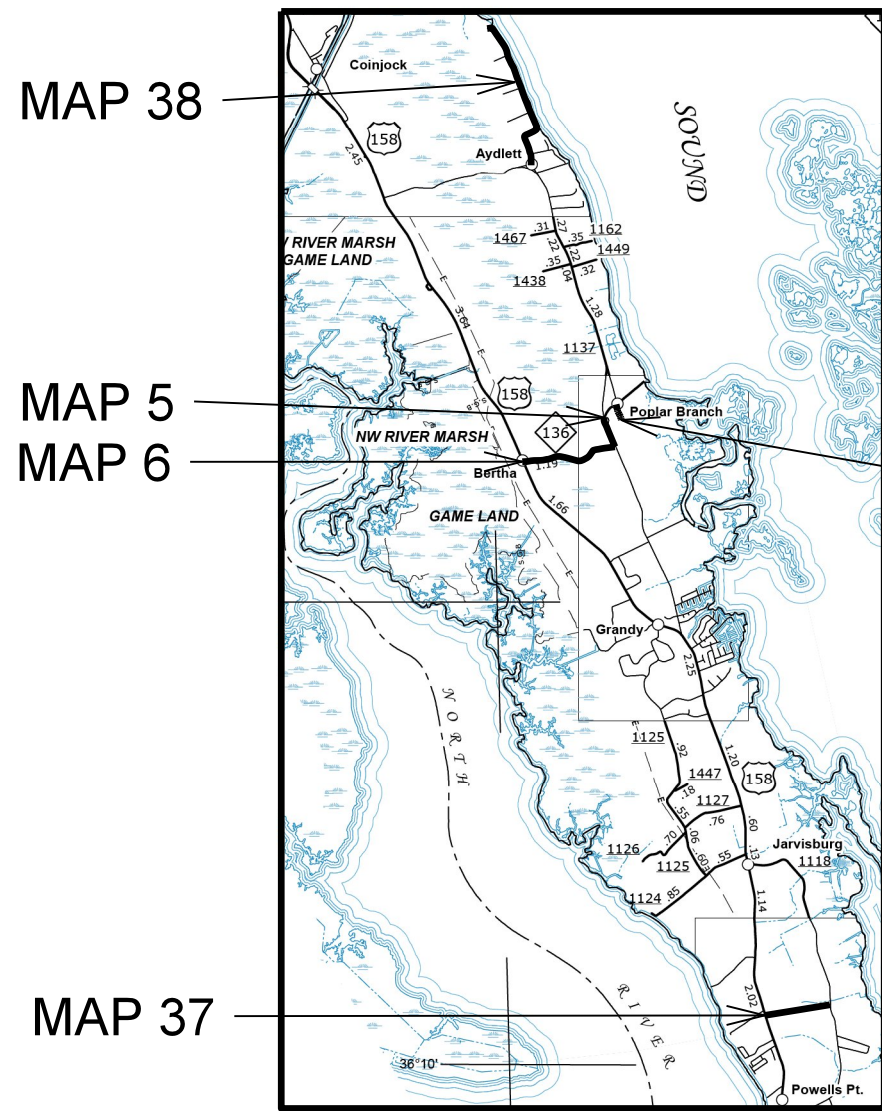 Coinjock
MAP 38
158
2.45
Aydlett
SOUND
.31
.27
1162
1467
.22
.35
1449
RIVER MARSH
GAME LAND
.22
.35
.32
1438
.04
E
1.28
3.64
E
1137
158
MAP 5
Poplar Branch
136
NW RIVER MARSH
MAP 6
1.19
Bertha
E
1.66
GAME LAND
E
Grandy
2.25
NORTH
E
1125
.92
1.20
1447
158
.18
1127
E
.55
.76
.60
.06
.70
1126
Jarvisburg
.55
.13
1118
1125
.60
E
1124
.85
1.14
2.02
RIVER
MAP 37
36°10'
Powells Pt.